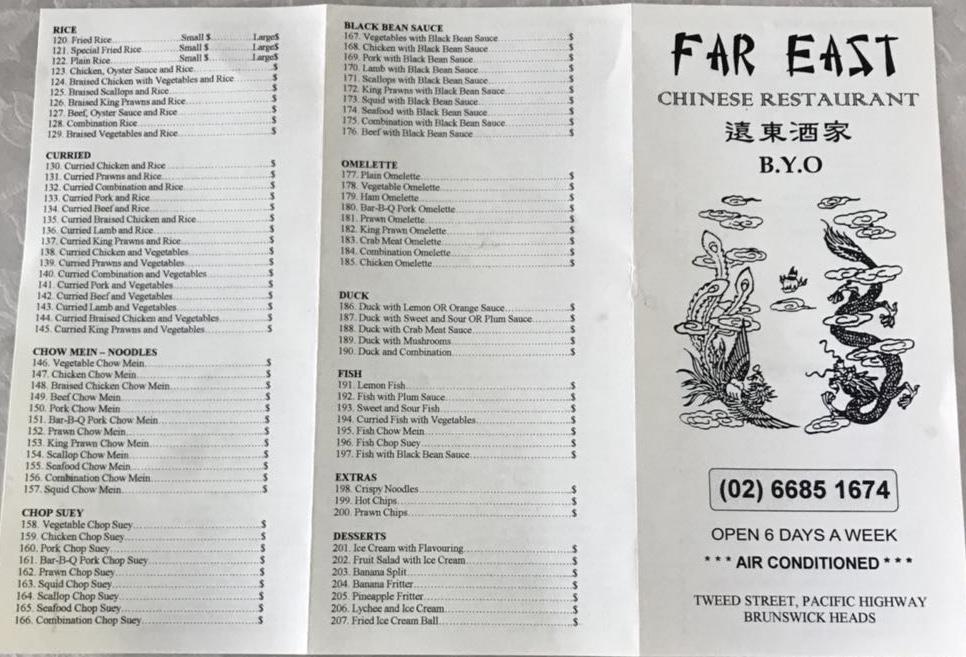 RICE
120. Fried Rice Small $ Large$
121. Special Fried Rice Small $ Large$
122. Plain Rice Small $ Large$
123. Chicken, Oyster Sauce and Rice $
124. Braised Chicken with Vegetables and Rice $
125. Braised Scallops and Rice $
126. Braised King Prawns and Rice $
127. Beef, Oyster Sauce and Rice $
128. Combination Rice $
129. Braised Vegetables and Rice $
CURRIED
130. Curried Chicken and Rice $
131. Curried Prawns and Rice $
132. Curried Combination and Rice $
133. Curried Pork and Rice $
134. Curried Beef and Rice $
135. Curried Braised Chicken and Rice $
136. Curried Lamb and Rice $
137. Curried King Prawns and Rice $
138. Curried Chicken and Vegetables $
139. Curried Prawns and Vegetables $
140. Curried Combination and Vegetables $
141. Curried Pork and Vegetables $
142. Curried Beef and Vegetables $
143. Curried Lamb and Vegetables $
144. Curried Braised Chicken and Vegetables $
145. Curried King Prawns and Vegetables $
CHOW MEIN – NOODLES
146. Vegetable Chow Mein $
147. Chicken Chow Mein $
148. Braised Chicken Chow Mein $
149. Beef Chow Mein $
150. Pork Chow Mein $
151. Bar-B-Q Pork Chow Mein $
152. Prawn Chow Mein $
153. King Prawn Chow Mein $
154. Scallop Chow Mein $
155. Seafood Chow Mein $
156. Combination Chow Mein $
157. Squid Chow Mein $
CHOP SUEY
158. Vegetable Chop Suey $
159. Chicken Chop Suey $
160. Pork Chop Suey $
161. Bar-B-Q Pork Chop Suey $
162. Prawn Chop Suey $
163. Squid Chop Suey $
164. Scallop Chop Suey $
165. Seafood Chop Suey $
166. Combination Chop Suey $
BLACK BEAN SAUCE
167. Vegetables with Black Bean Sauce $
168. Chicken with Black Bean Sauce $
169. Pork with Black Bean Sauce $
170. Lamb with Black Bean Sauce $
171. Scallops with Black Bean Sauce $
172. King Prawns with Black Bean Sauce $
173. Squid with Black Bean Sauce $
174. Seafood with Black Bean Sauce $
175. Combination with Black Bean Sauce $
176. Beef with Black Bean Sauce $
OMELETTE
177. Plain Omelette $
178. Vegetable Omelette $
179. Ham Omelette $
180. Bar-B-Q Pork Omelette $
181. Prawn Omelette $
182. King Prawn Omelette $
183. Crab Meat Omelette $
184. Combination Omelette $
185. Chicken Omelette $
DUCK
186. Duck with Lemon OR Orange Sauce $
187. Duck with Sweet and Sour OR Plum Sauce $
188. Duck with Crab Meat Sauce $
189. Duck with Mushrooms $
190. Duck and Combination $
FISH
191. Lemon Fish $
192. Fish with Plum Sauce $
193. Sweet and Sour Fish $
194. Curried Fish with Vegetables $
195. Fish Chow Mein $
196. Fish Chop Suey $
197. Fish with Black Bean Sauce $
EXTRAS
198. Crispy Noodles $
199. Hot Chips $
200. Prawn Chips $
DESSERTS
201. Ice Cream with Flavouring $
202. Fruit Salad with Ice Cream $
203. Banana Split $
204. Banana Fritter $
205. Pineapple Fritter $
206. Lychee and Ice Cream $
207. Fried Ice Cream Ball $
FAR EAST
CHINESE RESTAURANT
遠東酒家
B.Y.O
(02) 6685 1674
OPEN 6 DAYS A WEEK
* * * AIR CONDITIONED * * *
TWEED STREET, PACIFIC HIGHWAY
BRUNSWICK HEADS